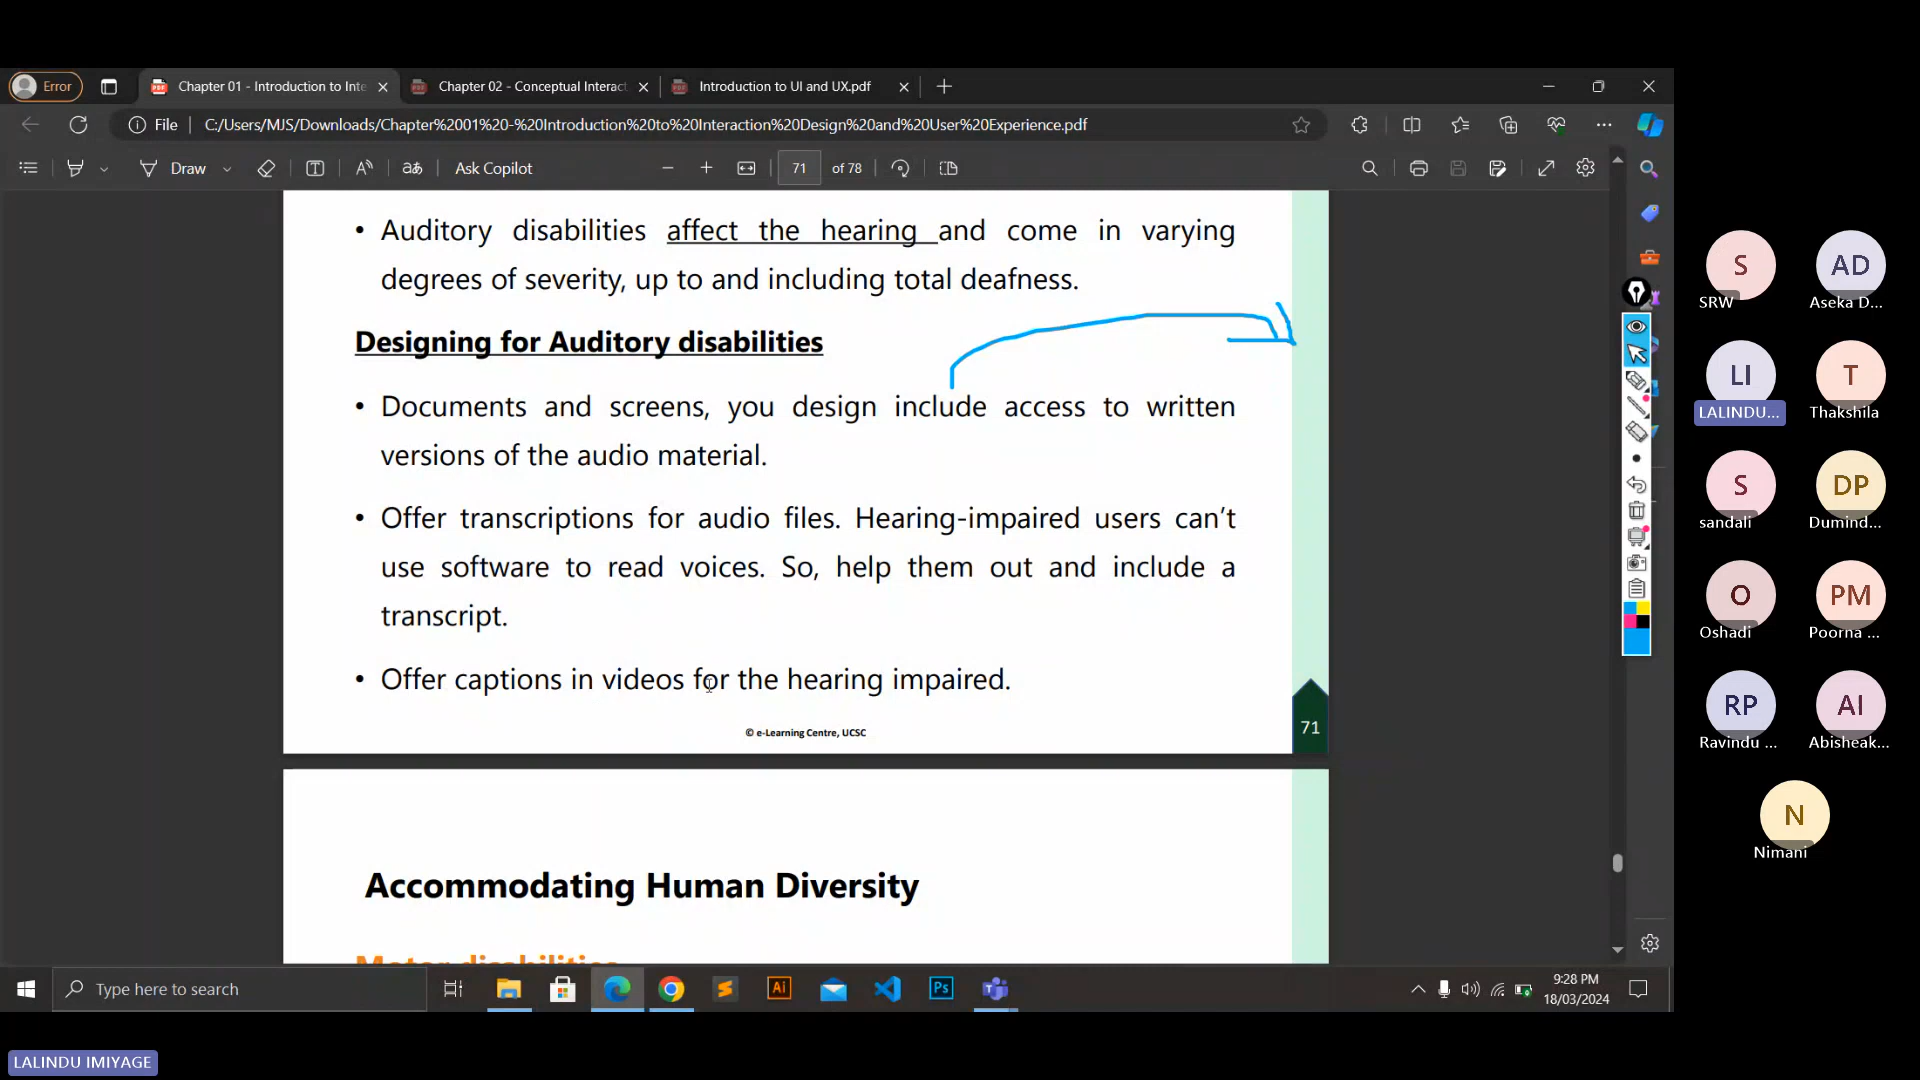 Error
Chapter 01 - Introduction to Inte
Chapter 02 - Conceptual Interact
Introduction to UI and UX.pdf
File
C:/Users/MJS/Downloads/Chapter%2001%20-%20Introduction%20to%20Interaction%20Design%20and%20User%20Experience.pdf
Draw
Ask Copilot
71 of 78
• Auditory disabilities affect the hearing and come in varying
degrees of severity, up to and including total deafness.
Designing for Auditory disabilities
• Documents and screens, you design include access to written
versions of the audio material.
• Offer transcriptions for audio files. Hearing-impaired users can’t
use software to read voices. So, help them out and include a
transcript.
• Offer captions in videos for the hearing impaired.
© e-Learning Centre, UCSC
71
Accommodating Human Diversity
Motor disabilities
S
SRW
AD
Aseka D...
LI
LALINDU...
T
Thakshila
S
sandali
DP
Dumind...
O
Oshadi
PM
Poorna ...
RP
Ravindu ...
AI
Abisheak...
N
Nimani
Type here to search
Ai
Ps
9:28 PM
18/03/2024
LALINDU IMIYAGE